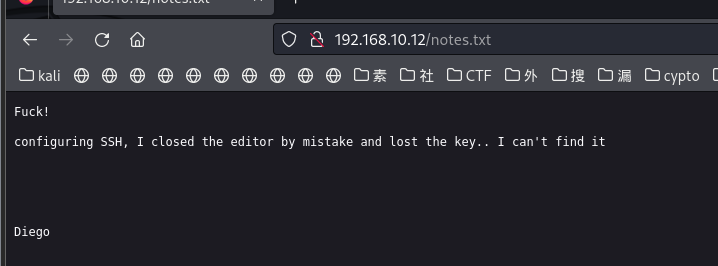 192.168.10.12/notes.txt
192.168.10.12/notes.txt
kali 素 社 CTF 外 搜 漏 cypto
Fuck!
configuring SSH, I closed the editor by mistake and lost the key.. I can't find it
Diego